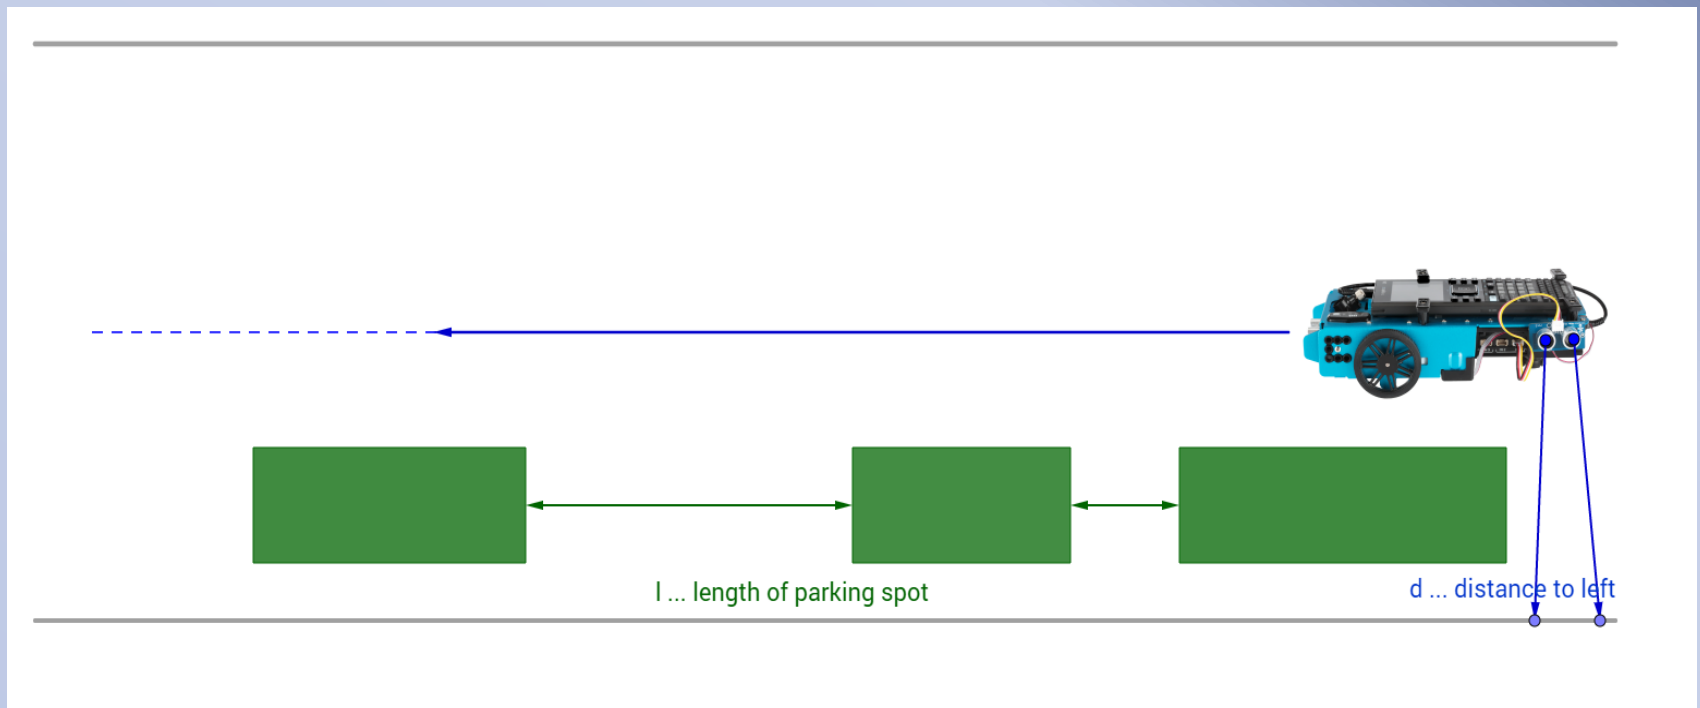 l ... length of parking spot
d ... distance to left